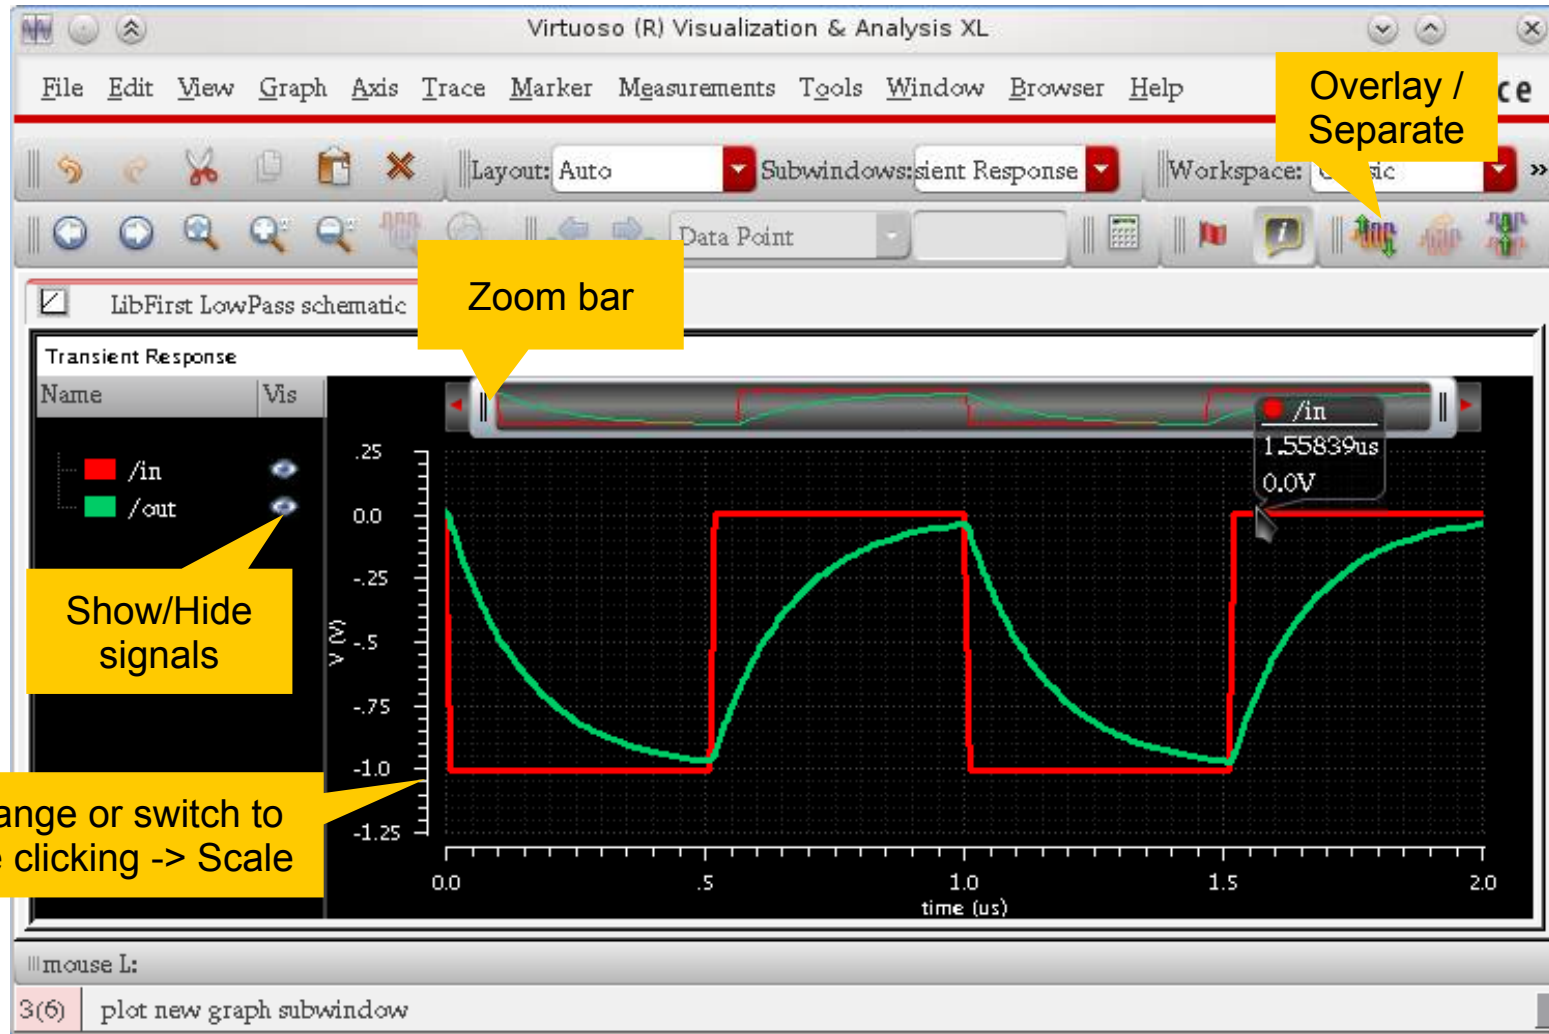 Virtuoso (R) Visualization & Analysis XL
File Edit View Graph Axis Trace Marker Measurements Tools Window Browser Help
Overlay /
Separate
ce
Layout: Auto Subwindows: sient Response Workspace:
Data Point
LibFirst LowPass schematic
Zoom bar
Transient Response
Name Vis
/in
/out
/in
1.55839us
0.0V
Show/Hide
signals
ange or switch to
e clicking -> Scale
V (V)
.25
0.0
-.25
-.5
-.75
-1.0
-1.25
0.0 .5 1.0 1.5 2.0
time (us)
mouse L:
3(6) plot new graph subwindow